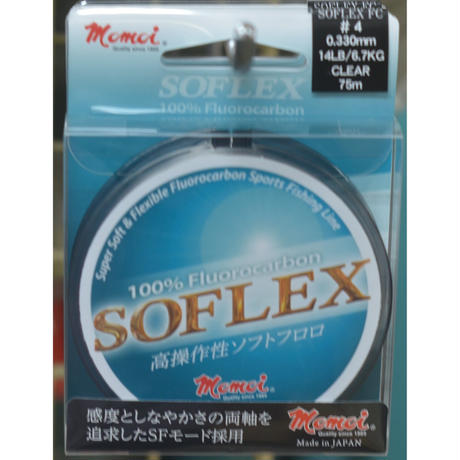 SOFLEX FC
# 4
0.330mm
14LB/6.7KG
CLEAR
75m
Momoi
Quality since 1905
SOFLEX
100% Fluorocarbon
Super Soft & Flexible Fluorocarbon Sports Fishing Line
100% Fluorocarbon
SOFLEX
高操作性ソフトフロロ
Momoi
Quality since 1905
感度としなやかさの両軸を
追求したSFモード採用
Momoi
Quality since 1905
Made in JAPAN